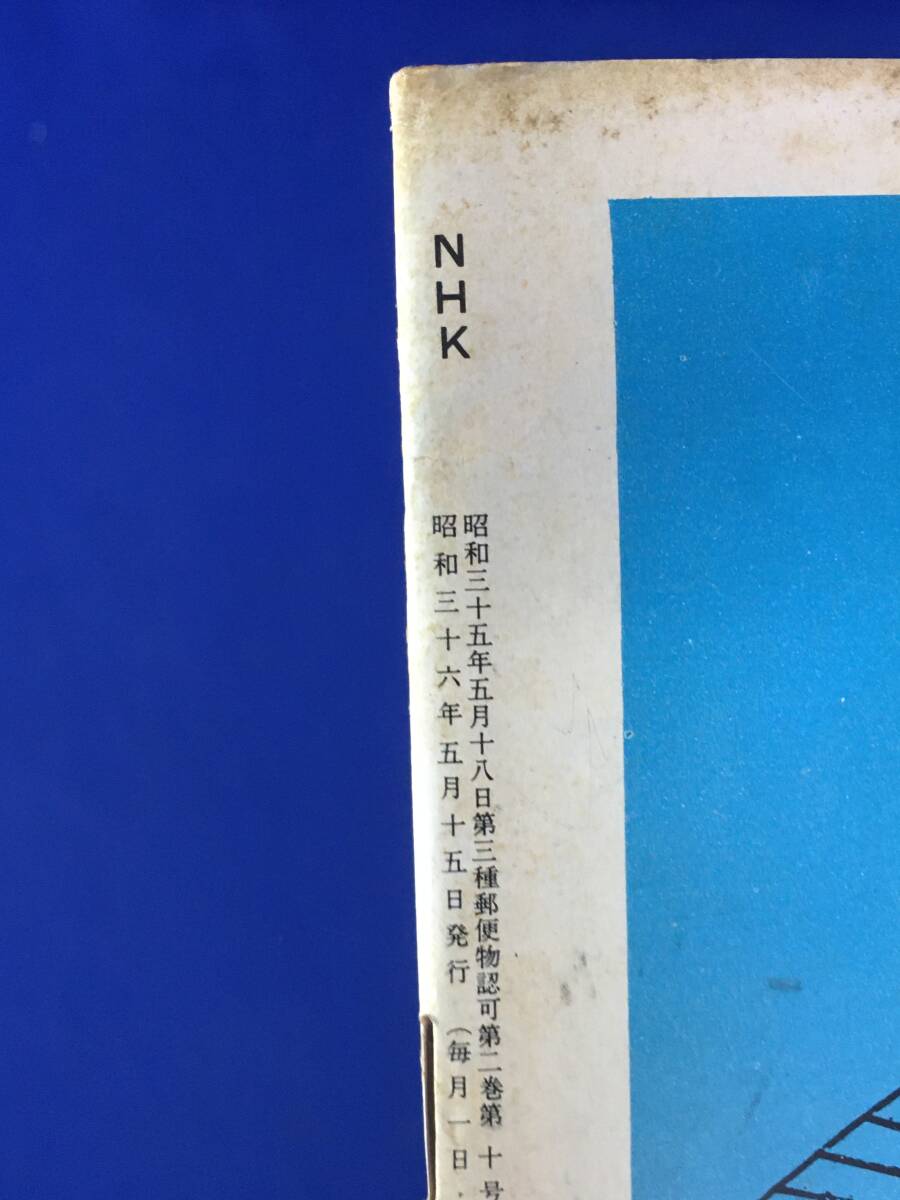 NHK
昭和三十五年五月十八日第三種郵便物認可第二巻第十号
昭和三十六年五月十五日発行 (毎月一日・